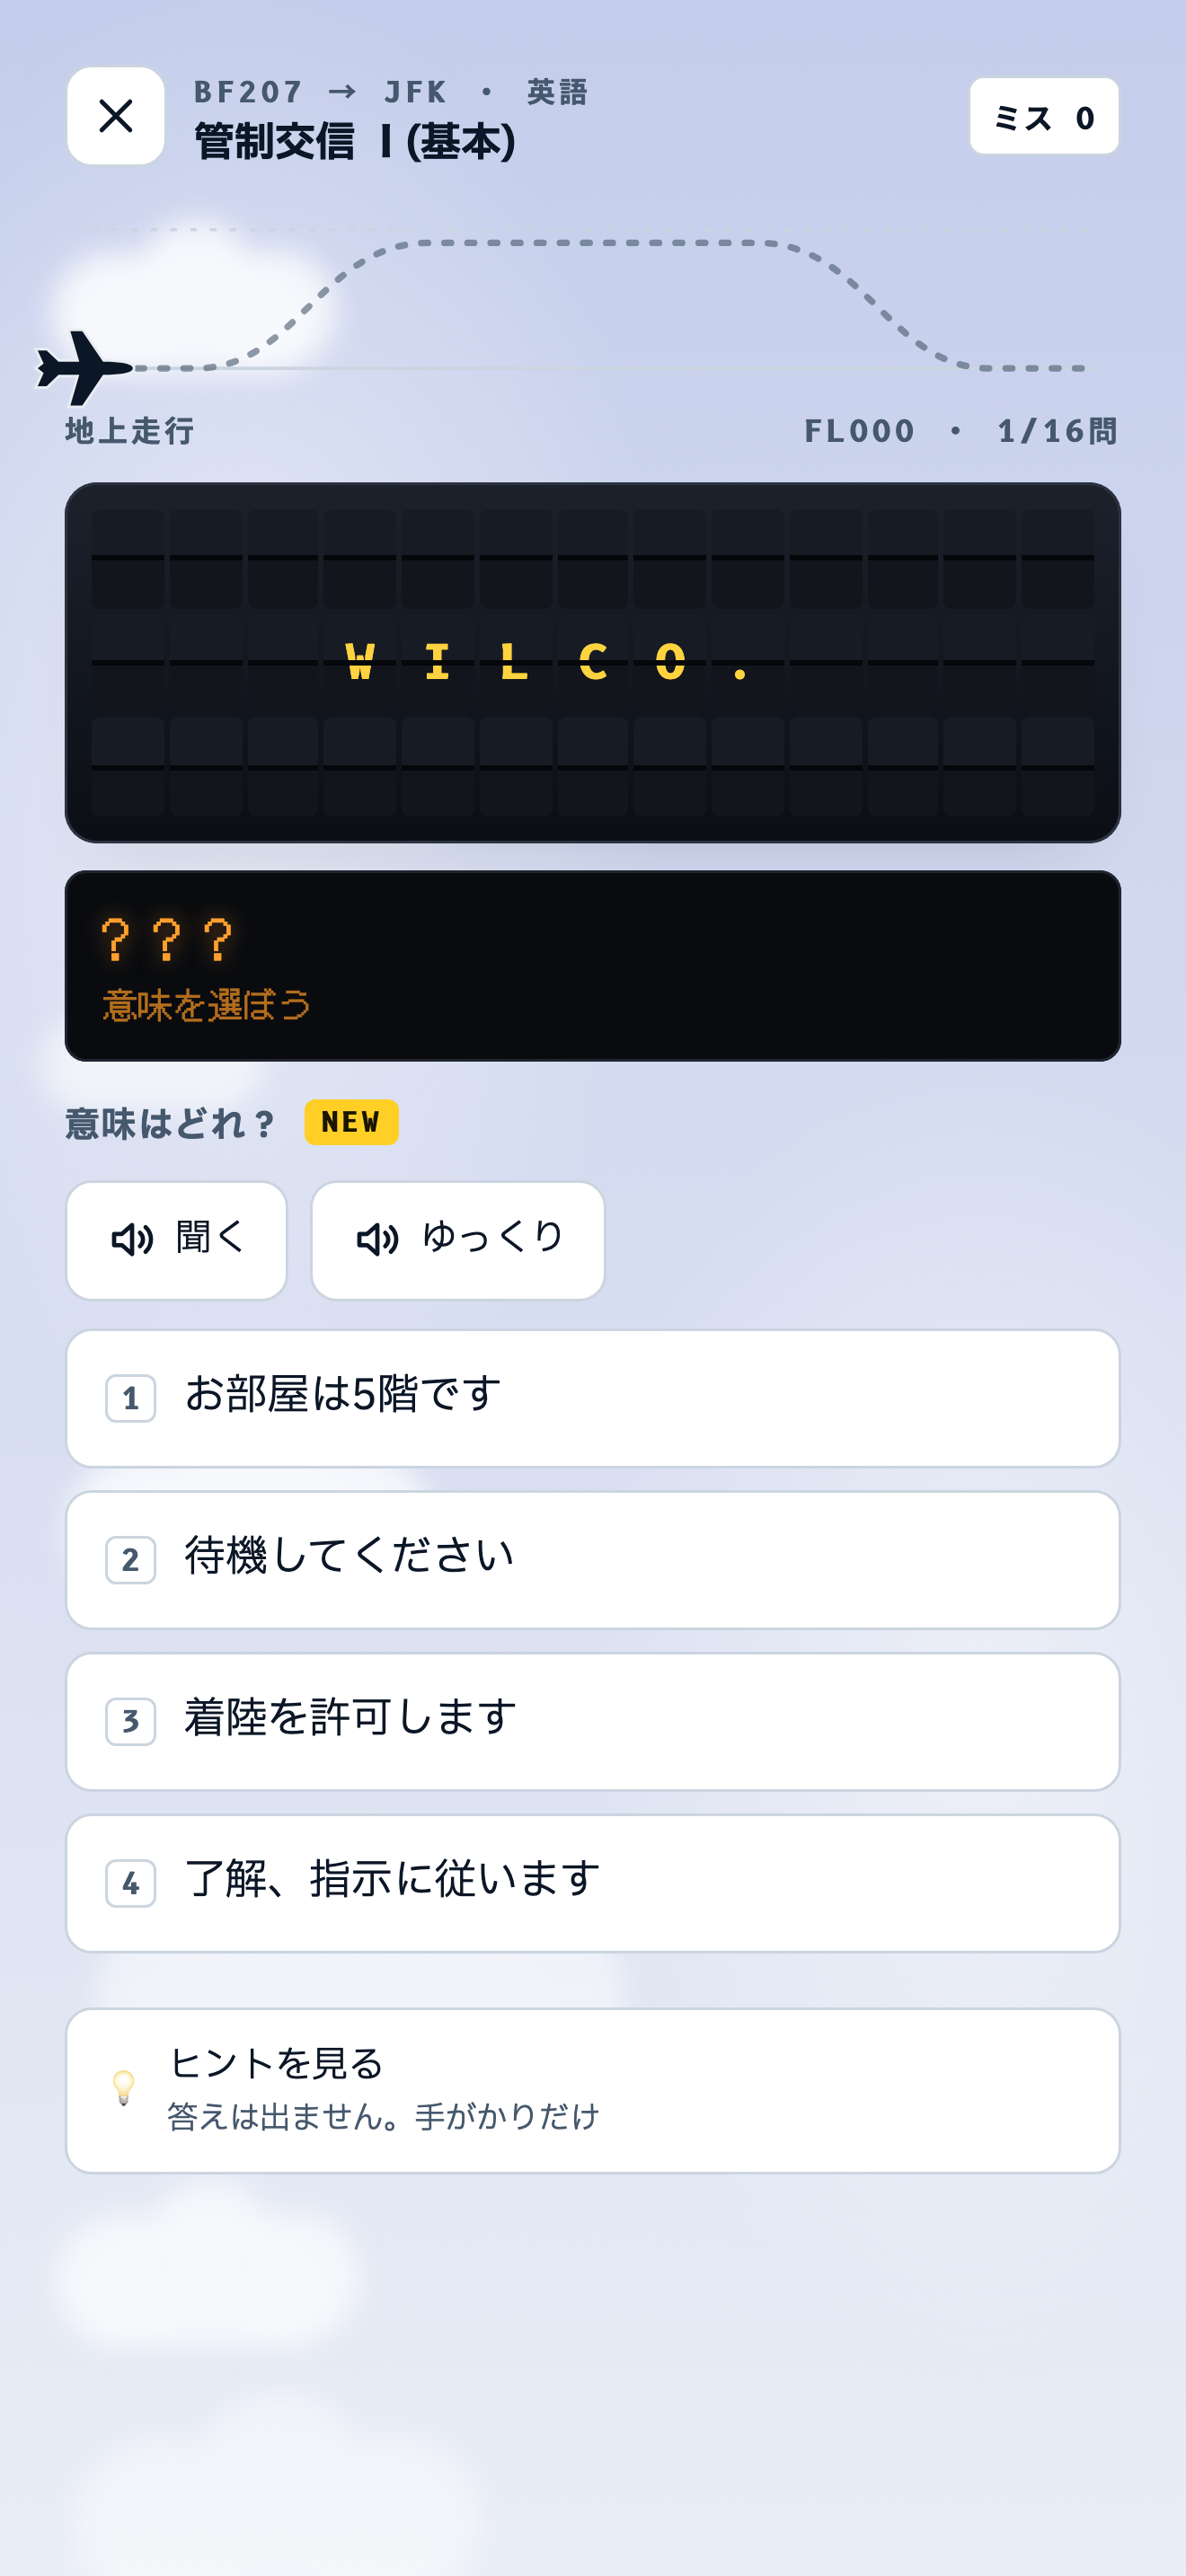 BF207 → JFK ・ 英語
管制交信 Ⅰ(基本)
ミス 0
地上走行
FL000 ・ 1/16問
WILCO.
???
意味を選ぼう
意味はどれ?
NEW
聞く
ゆっくり
1 お部屋は5階です
2 待機してください
3 着陸を許可します
4 了解、指示に従います
ヒントを見る
答えは出ません。手がかりだけ